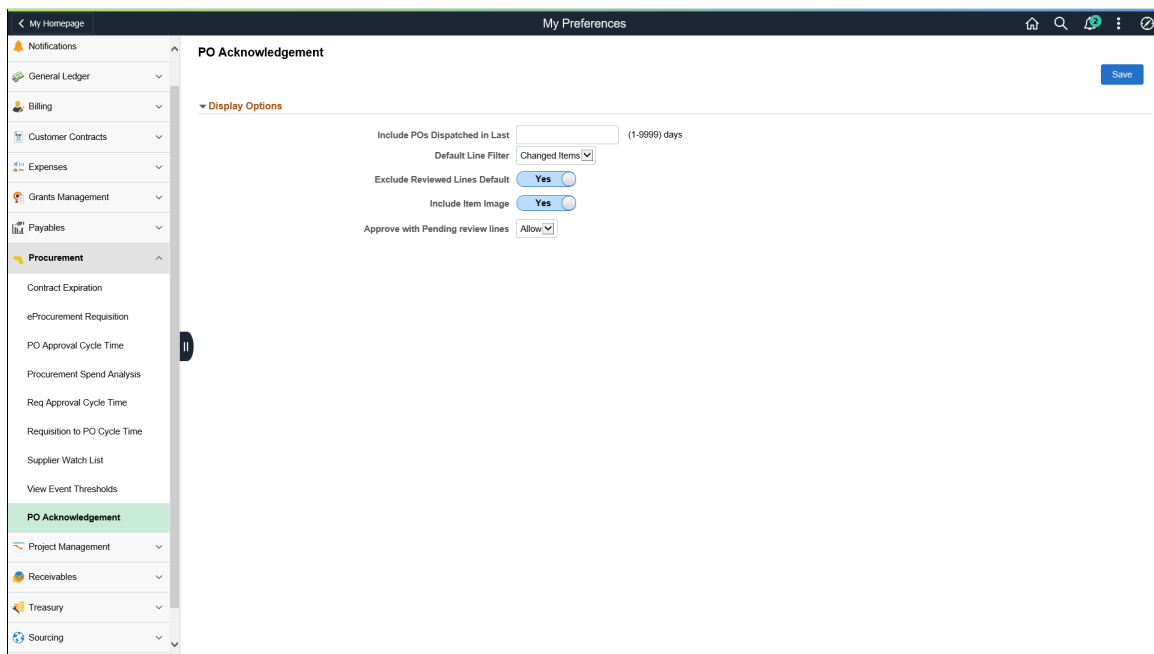 My Homepage
My Preferences
2
Notifications
General Ledger
Billing
Customer Contracts
Expenses
Grants Management
Payables
Procurement
Contract Expiration
eProcurement Requisition
PO Approval Cycle Time
Procurement Spend Analysis
Req Approval Cycle Time
Requisition to PO Cycle Time
Supplier Watch List
View Event Thresholds
PO Acknowledgement
Project Management
Receivables
Treasury
Sourcing
PO Acknowledgement
Save
Display Options
Include POs Dispatched in Last (1-9999) days
Default Line Filter Changed Items
Exclude Reviewed Lines Default Yes
Include Item Image Yes
Approve with Pending review lines Allow